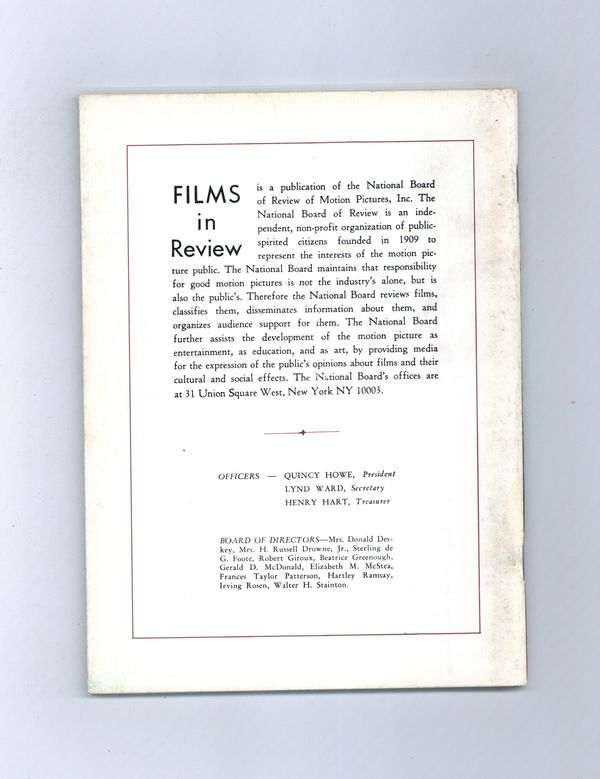 FILMS
in
Review
is a publication of the National Board
of Review of Motion Pictures, Inc. The
National Board of Review is an inde-
pendent, non-profit organization of public-
spirited citizens founded in 1909 to
represent the interests of the motion pic-
ture public. The National Board maintains that responsibility
for good motion pictures is not the industry's alone, but is
also the public's. Therefore the National Board reviews films,
classifies them, disseminates information about them, and
organizes audience support for them. The National Board
further assists the development of the motion picture as
entertainment, as education, and as art, by providing media
for the expression of the public's opinions about films and their
cultural and social effects. The National Board's offices are
at 31 Union Square West, New York NY 10003.
OFFICERS — QUINCY HOWE, President
LYND WARD, Secretary
HENRY HART, Treasurer
BOARD OF DIRECTORS—Mrs. Donald Des-
key, Mrs. H. Russell Drowne, Jr., Sterling de
G. Foote, Robert Giroux, Beatrice Greenough,
Gerald D. McDonald, Elizabeth M. McStea,
Frances Taylor Patterson, Hartley Ramsay,
Irving Rosen, Walter H. Stainton.